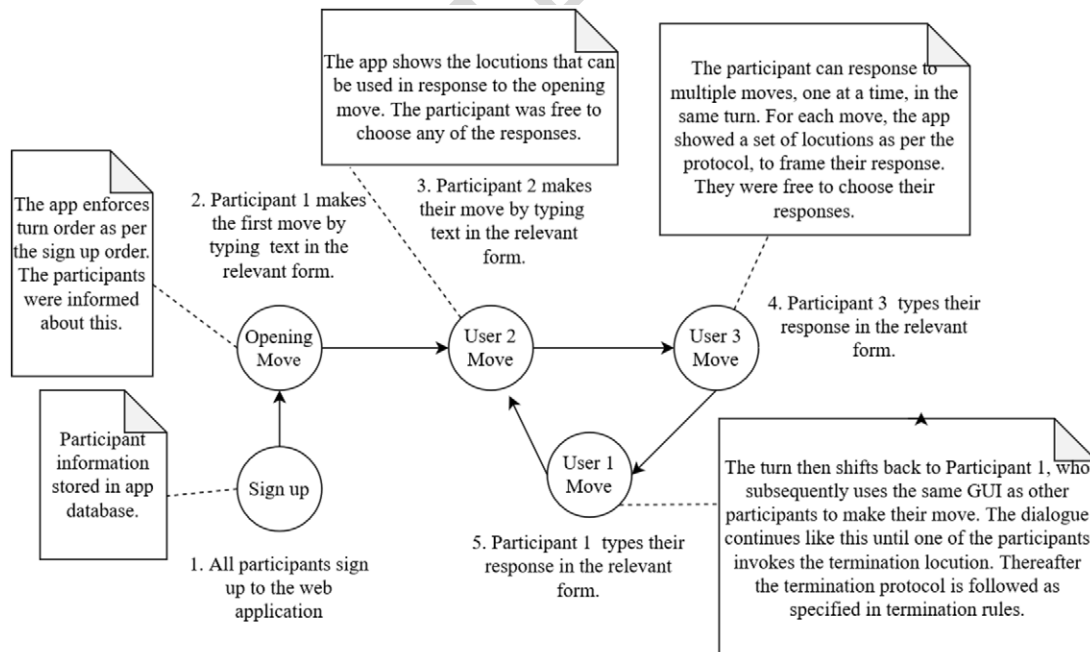 The app shows the locutions that can
be used in response to the opening
move. The participant was free to
choose any of the responses.
The participant can response to
multiple moves, one at a time, in the
same turn. For each move, the app
showed a set of locutions as per the
protocol, to frame their response.
They were free to choose their
responses.
The app enforces
turn order as per
the sign up order.
The participants
were informed
about this.
2. Participant 1 makes
the first move by
typing text in the
relevant form.
3. Participant 2 makes
their move by typing
text in the relevant
form.
4. Participant 3 types their
response in the relevant
form.
Opening
Move
User 2
Move
User 3
Move
Participant
information
stored in app
database.
Sign up
User 1
Move
1. All participants sign
up to the web
application
5. Participant 1 types their
response in the relevant
form.
The turn then shifts back to Participant 1, who
subsequently uses the same GUI as other
participants to make their move. The dialogue
continues like this until one of the participants
invokes the termination locution. Thereafter
the termination protocol is followed as
specified in termination rules.